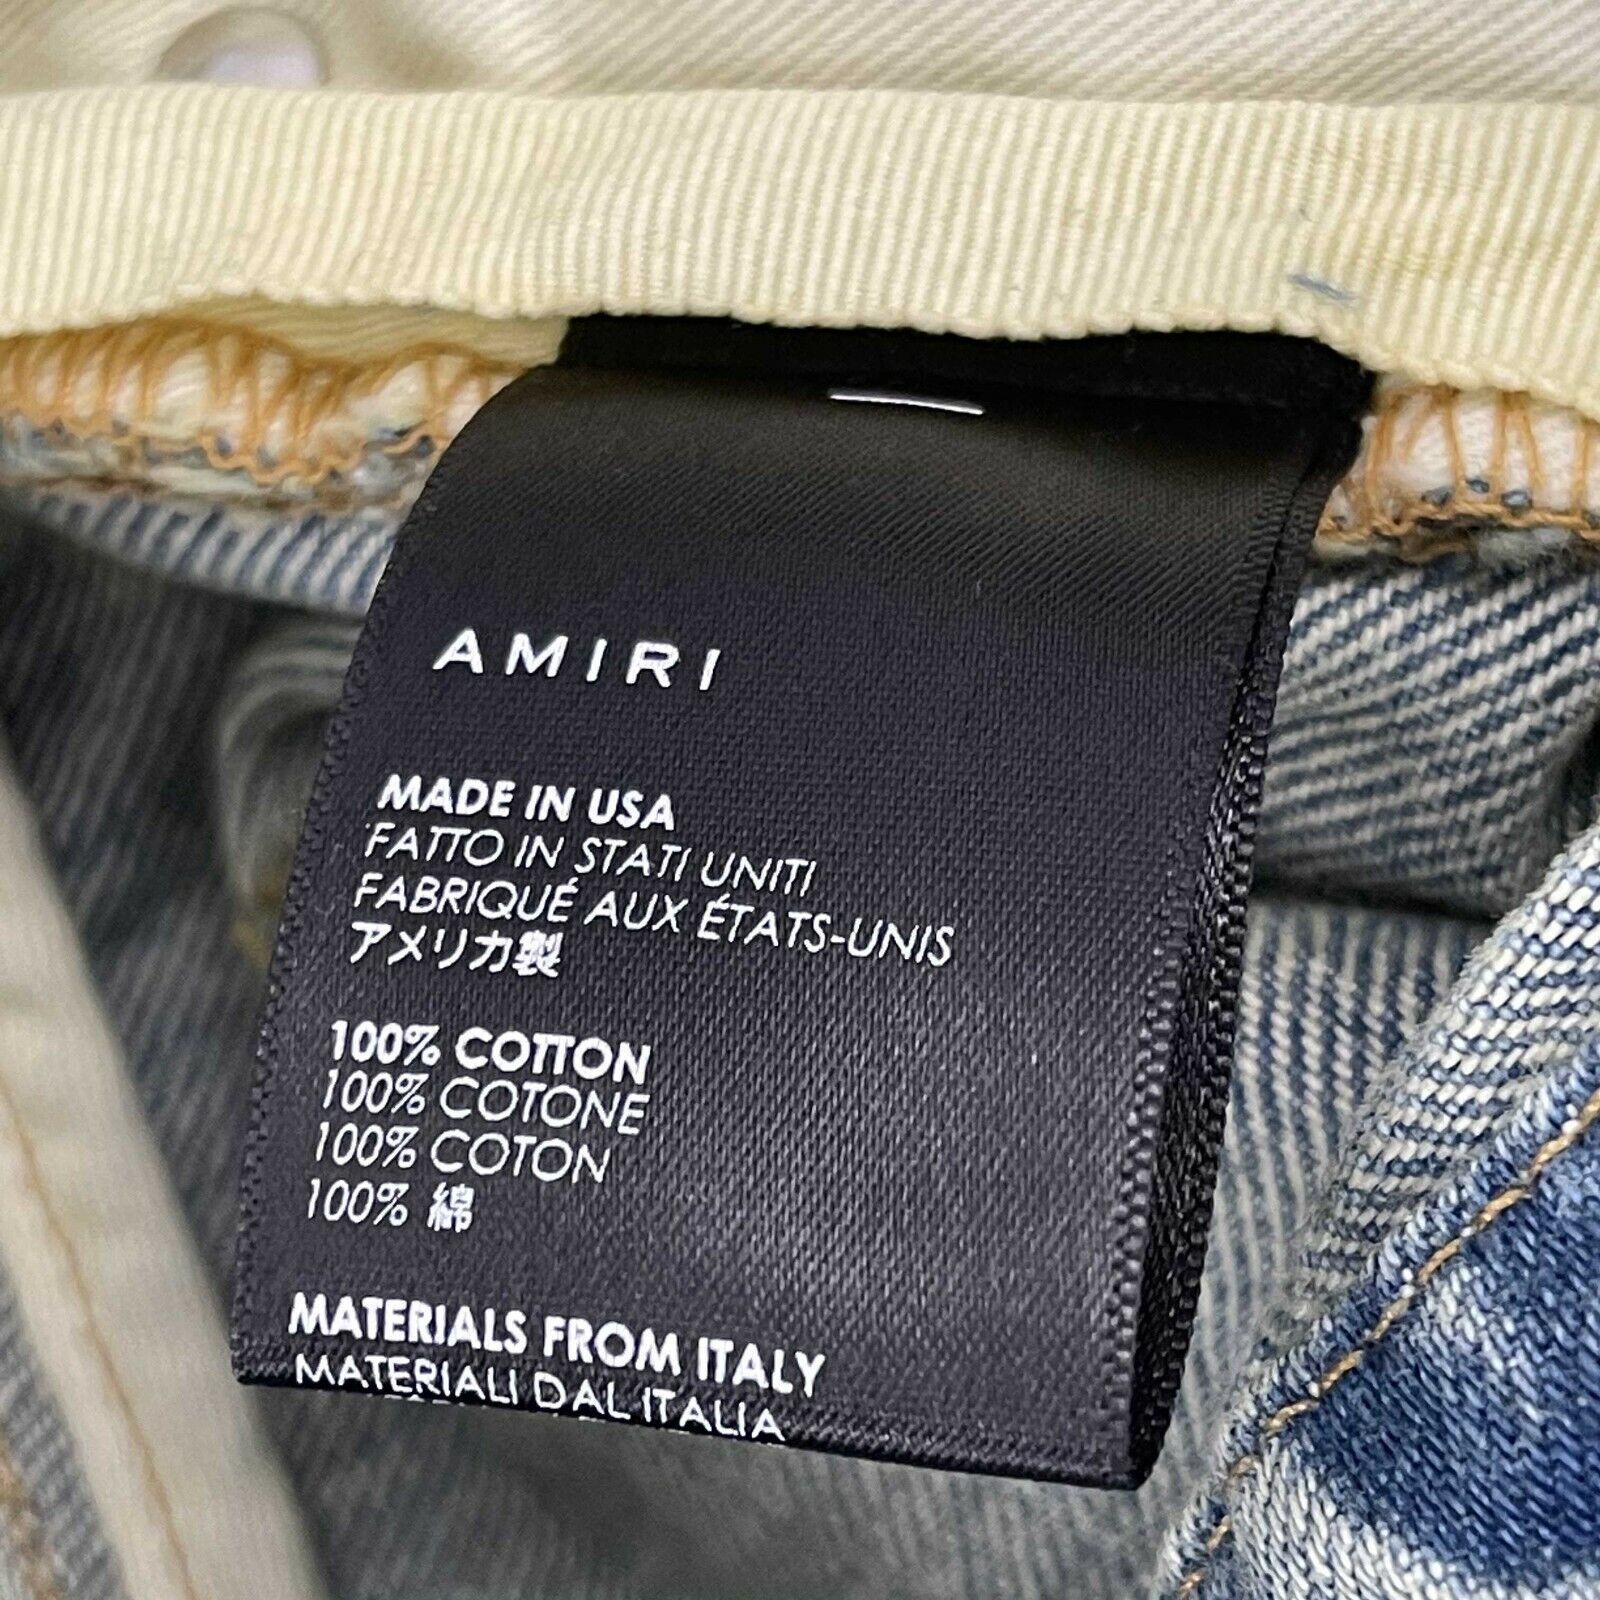 AMIRI
MADE IN USA
FATTO IN STATI UNITI
FABRIQUÉ AUX ÉTATS-UNIS
アメリカ製
100% COTTON
100% COTONE
100% COTON
100% 綿
MATERIALS FROM ITALY
MATERIALI DAL ITALIA